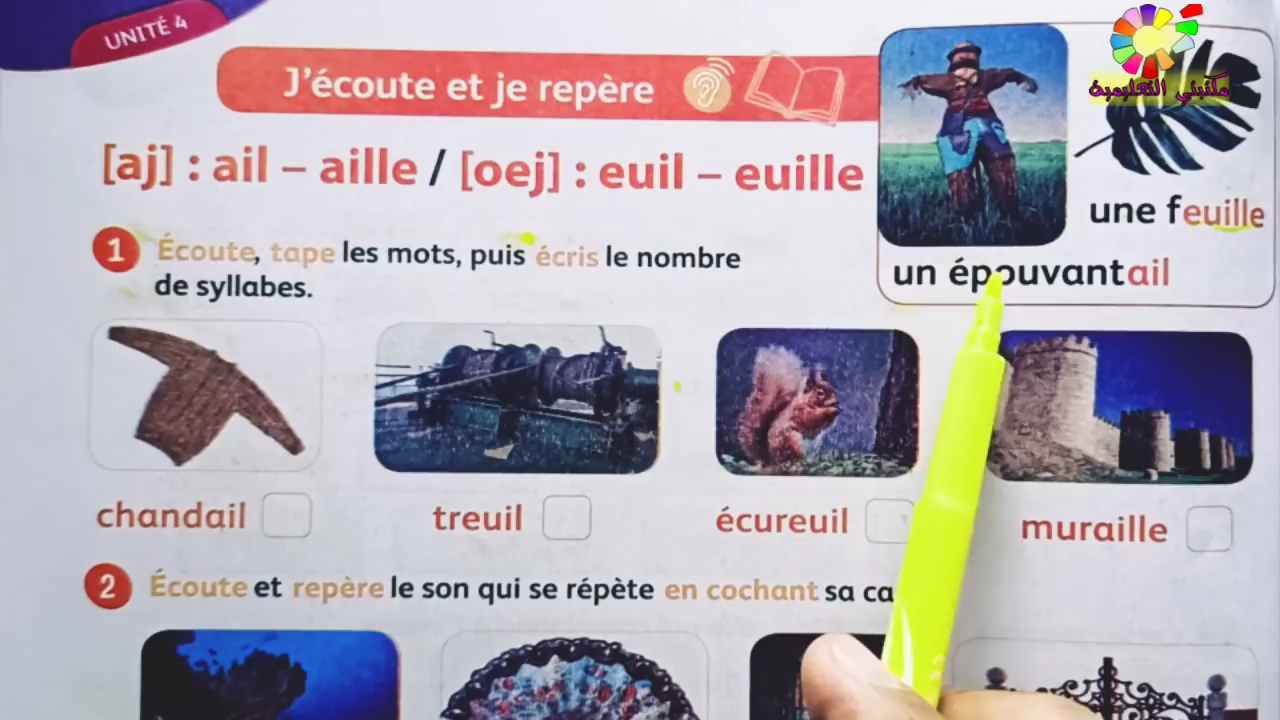 UNITÉ 4
J'écoute et je repère
[aj] : ail – aille / [oej] : euil – euille
مكتبتي التعليمية
une feuille
un épouvantail
1 Écoute, tape les mots, puis écris le nombre
de syllabes.
chandail
treuil
écureuil
muraille
2 Écoute et repère le son qui se répète en cochant sa ca